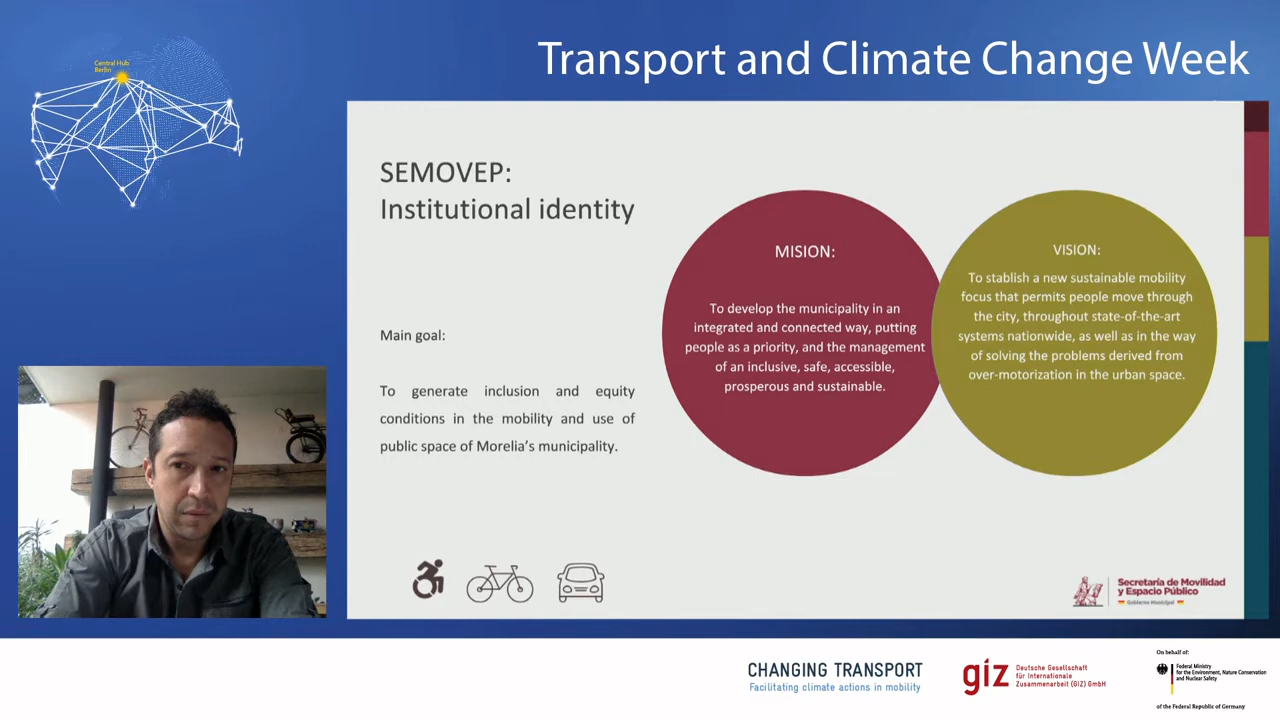 Transport and Climate Change Week
Central Hub
Berlin
SEMOVEP:
Institutional identity
Main goal:
To generate inclusion and equity
conditions in the mobility and use of
public space of Morelia's municipality.
MISION:
To develop the municipality in an
integrated and connected way, putting
people as a priority, and the management
of an inclusive, safe, accessible,
prosperous and sustainable.
VISION:
To stablish a new sustainable mobility
focus that permits people move through
the city, throughout state-of-the-art
systems nationwide, as well as in the way
of solving the problems derived from
over-motorization in the urban space.
Secretaría de Movilidad
y Espacio Público
Gobierno Municipal
CHANGING TRANSPORT
Facilitating climate actions in mobility
giz
Deutsche Gesellschaft
für Internationale
Zusammenarbeit (GIZ) GmbH
On behalf of:
Federal Ministry
for the Environment, Nature Conservation
and Nuclear Safety
of the Federal Republic of Germany